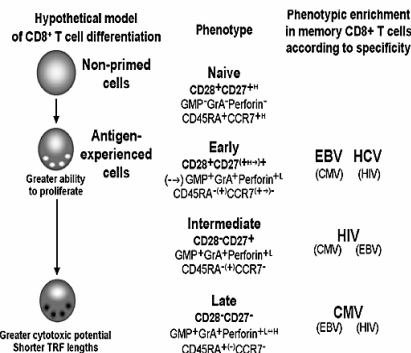 Hypothetical model
of CD8⁺ T cell differentiation
Phenotype
Phenotypic enrichment
in memory CD8+ T cells
according to specificity
Non-primed
cells
Naive
CD28⁺CD27⁺ᴴ
GMP⁻GrA⁻Perforin⁻
CD45RA⁺CCR7⁺ᴴ
Antigen-
experienced
cells
Greater ability
to proliferate
Early
CD28⁺CD27⁽⁺ᴴ→⁾⁺
(-→) GMP⁺GrA⁺Perforin⁺ᴸ
CD45RA⁻⁽⁺⁾CCR7⁽⁺→⁾⁻
EBV HCV
(CMV) (HIV)
Intermediate
CD28⁻CD27⁺
GMP⁺GrA⁺Perforin⁺ᴸ
CD45RA⁻⁽⁺⁾CCR7⁻
HIV
(CMV) (EBV)
Late
CD28⁻CD27⁻
GMP⁺GrA⁺Perforin⁺ᴸ↔ᴴ
CD45RA⁺⁽⁻⁾CCR7⁻
CMV
(EBV) (HIV)
Greater cytotoxic potential
Shorter TRF lengths